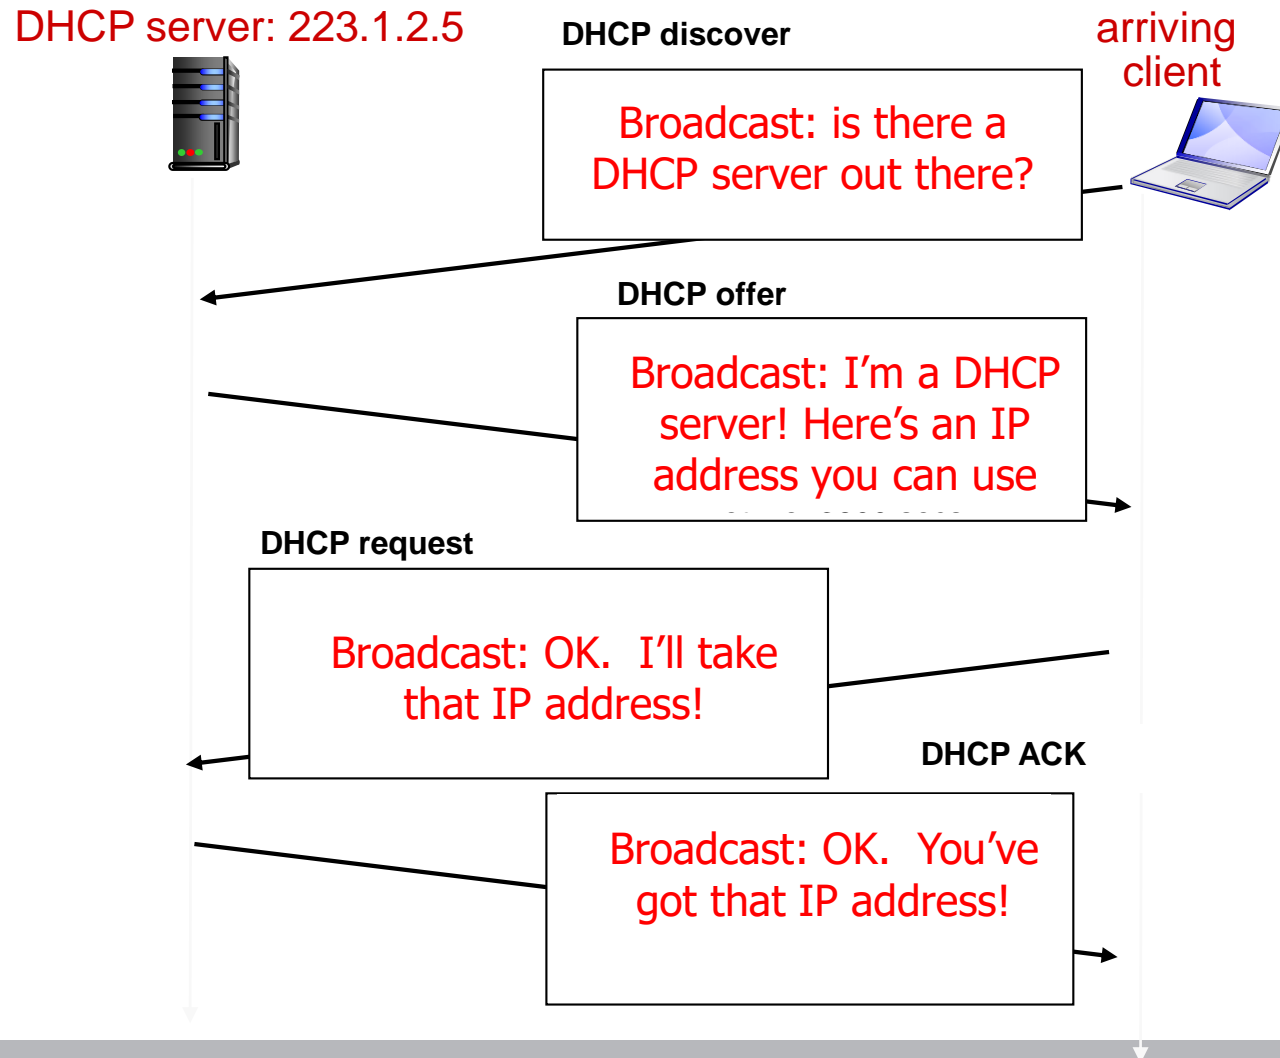 DHCP server: 223.1.2.5
DHCP discover
arriving
client
Broadcast: is there a
DHCP server out there?
DHCP offer
Broadcast: I’m a DHCP
server! Here’s an IP
address you can use
DHCP request
Broadcast: OK.  I’ll take
that IP address!
DHCP ACK
Broadcast: OK.  You’ve
got that IP address!